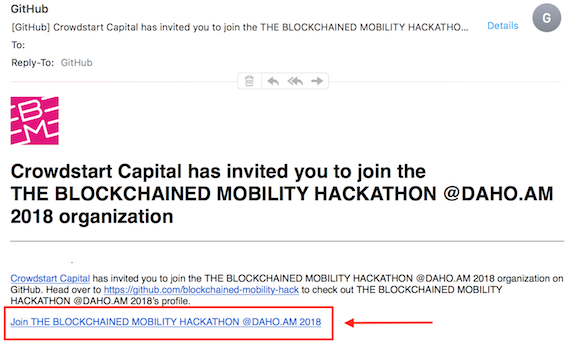 GitHub
[GitHub] Crowdstart Capital has invited you to join the THE BLOCKCHAINED MOBILITY HACKATHO... Details
G
To:
Reply-To: GitHub
BM
Crowdstart Capital has invited you to join the
THE BLOCKCHAINED MOBILITY HACKATHON @DAHO.AM
2018 organization
Crowdstart Capital has invited you to join the THE BLOCKCHAINED MOBILITY HACKATHON @DAHO.AM 2018 organization on
GitHub. Head over to https://github.com/blockchained-mobility-hack to check out THE BLOCKCHAINED MOBILITY
HACKATHON @DAHO.AM 2018's profile.
Join THE BLOCKCHAINED MOBILITY HACKATHON @DAHO.AM 2018